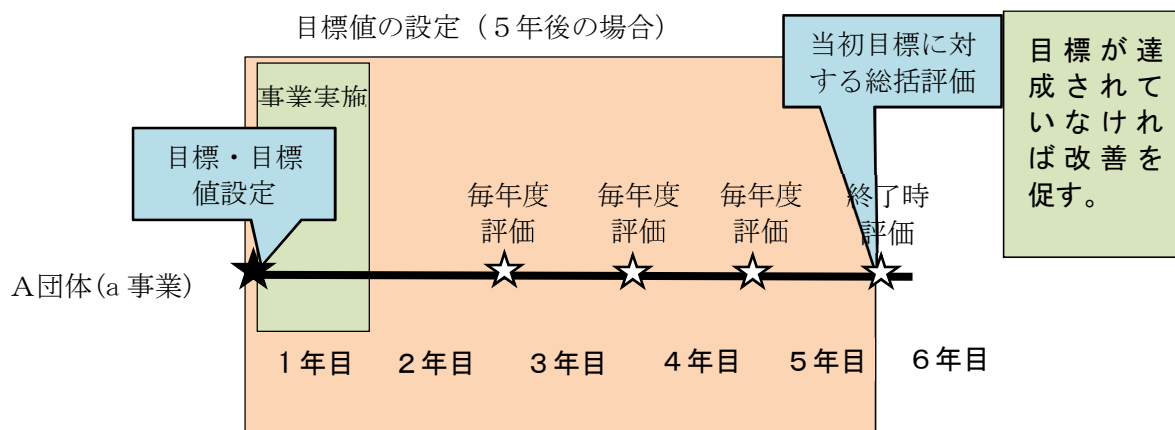 目標値の設定（５年後の場合）
当初目標に対
する総括評価
目標が達
成されて
いなけれ
ば改善を
促す。
事業実施
目標・目標
値設定
毎年度
評価
毎年度
評価
毎年度
評価
終了時
評価
Ａ団体(a 事業)
１年目
２年目
３年目
４年目
５年目
６年目